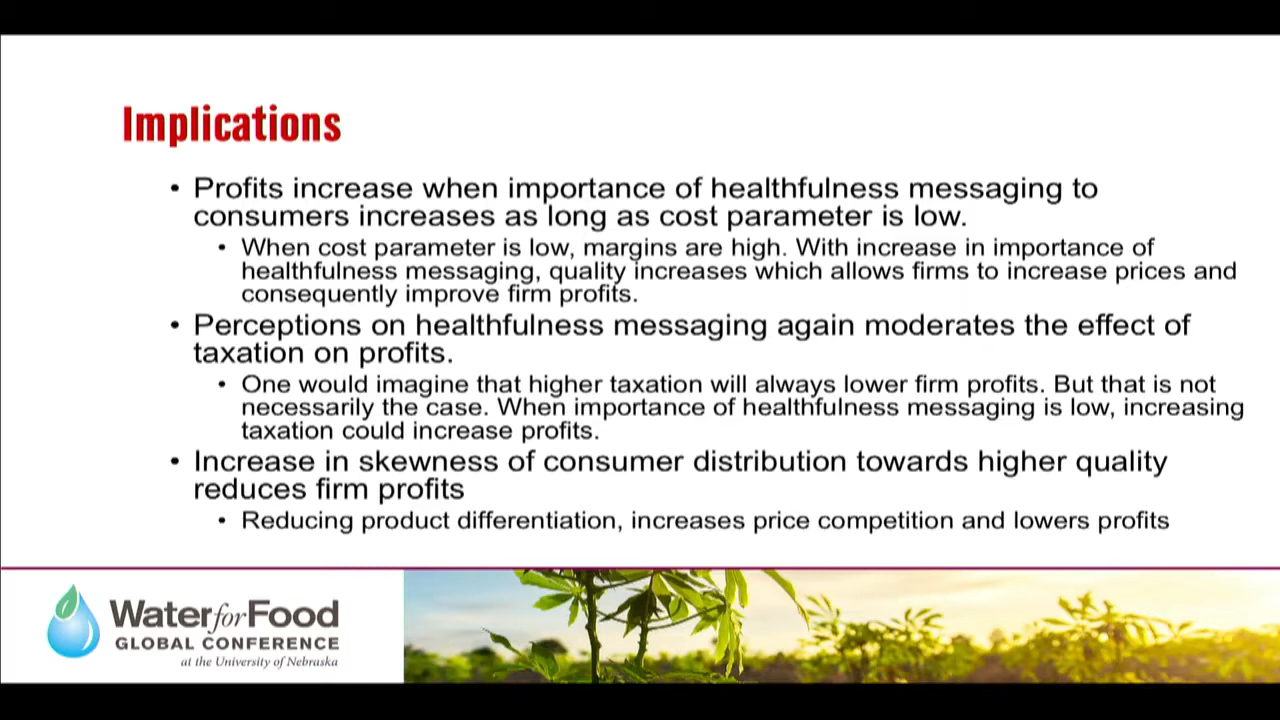 Implications
• Profits increase when importance of healthfulness messaging to
consumers increases as long as cost parameter is low.
• When cost parameter is low, margins are high. With increase in importance of
healthfulness messaging, quality increases which allows firms to increase prices and
consequently improve firm profits.
• Perceptions on healthfulness messaging again moderates the effect of
taxation on profits.
• One would imagine that higher taxation will always lower firm profits. But that is not
necessarily the case. When importance of healthfulness messaging is low, increasing
taxation could increase profits.
• Increase in skewness of consumer distribution towards higher quality
reduces firm profits
• Reducing product differentiation, increases price competition and lowers profits
Water for Food
GLOBAL CONFERENCE
at the University of Nebraska